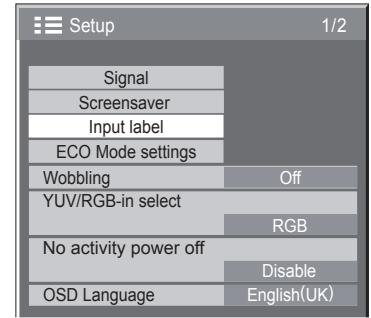 Setup 1/2
Signal
Screensaver
Input label
ECO Mode settings
Wobbling Off
YUV/RGB-in select
RGB
No activity power off
Disable
OSD Language English(UK)